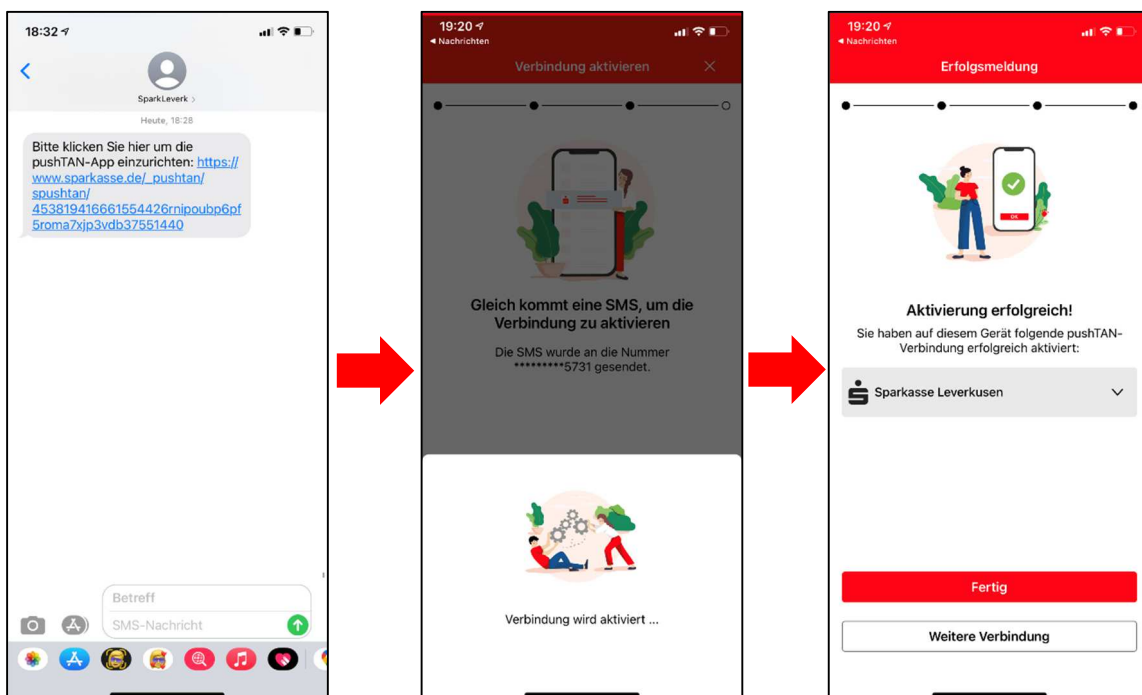 18:32
SparkLeverk >
Heute, 18:28
Bitte klicken Sie hier um die
pushTAN-App einzurichten: https://
www.sparkasse.de/_pushtan/
spushtan/
453819416661554426rnipoubp6pf
5roma7xjp3vdb37551440
Betreff
SMS-Nachricht
19:20
Nachrichten
Verbindung aktivieren
Gleich kommt eine SMS, um die
Verbindung zu aktivieren
Die SMS wurde an die Nummer
*********5731 gesendet.
Verbindung wird aktiviert ...
19:20
Nachrichten
Erfolgsmeldung
OK
Aktivierung erfolgreich!
Sie haben auf diesem Gerät folgende pushTAN-
Verbindung erfolgreich aktiviert:
Sparkasse Leverkusen
Fertig
Weitere Verbindung